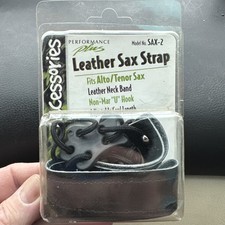 PERFORMANCE
Plus
Model No. SAX-2
Leather Sax Strap
Fits Alto/Tenor Sax
Leather Neck Band
Non-Mar "U" Hook
Length